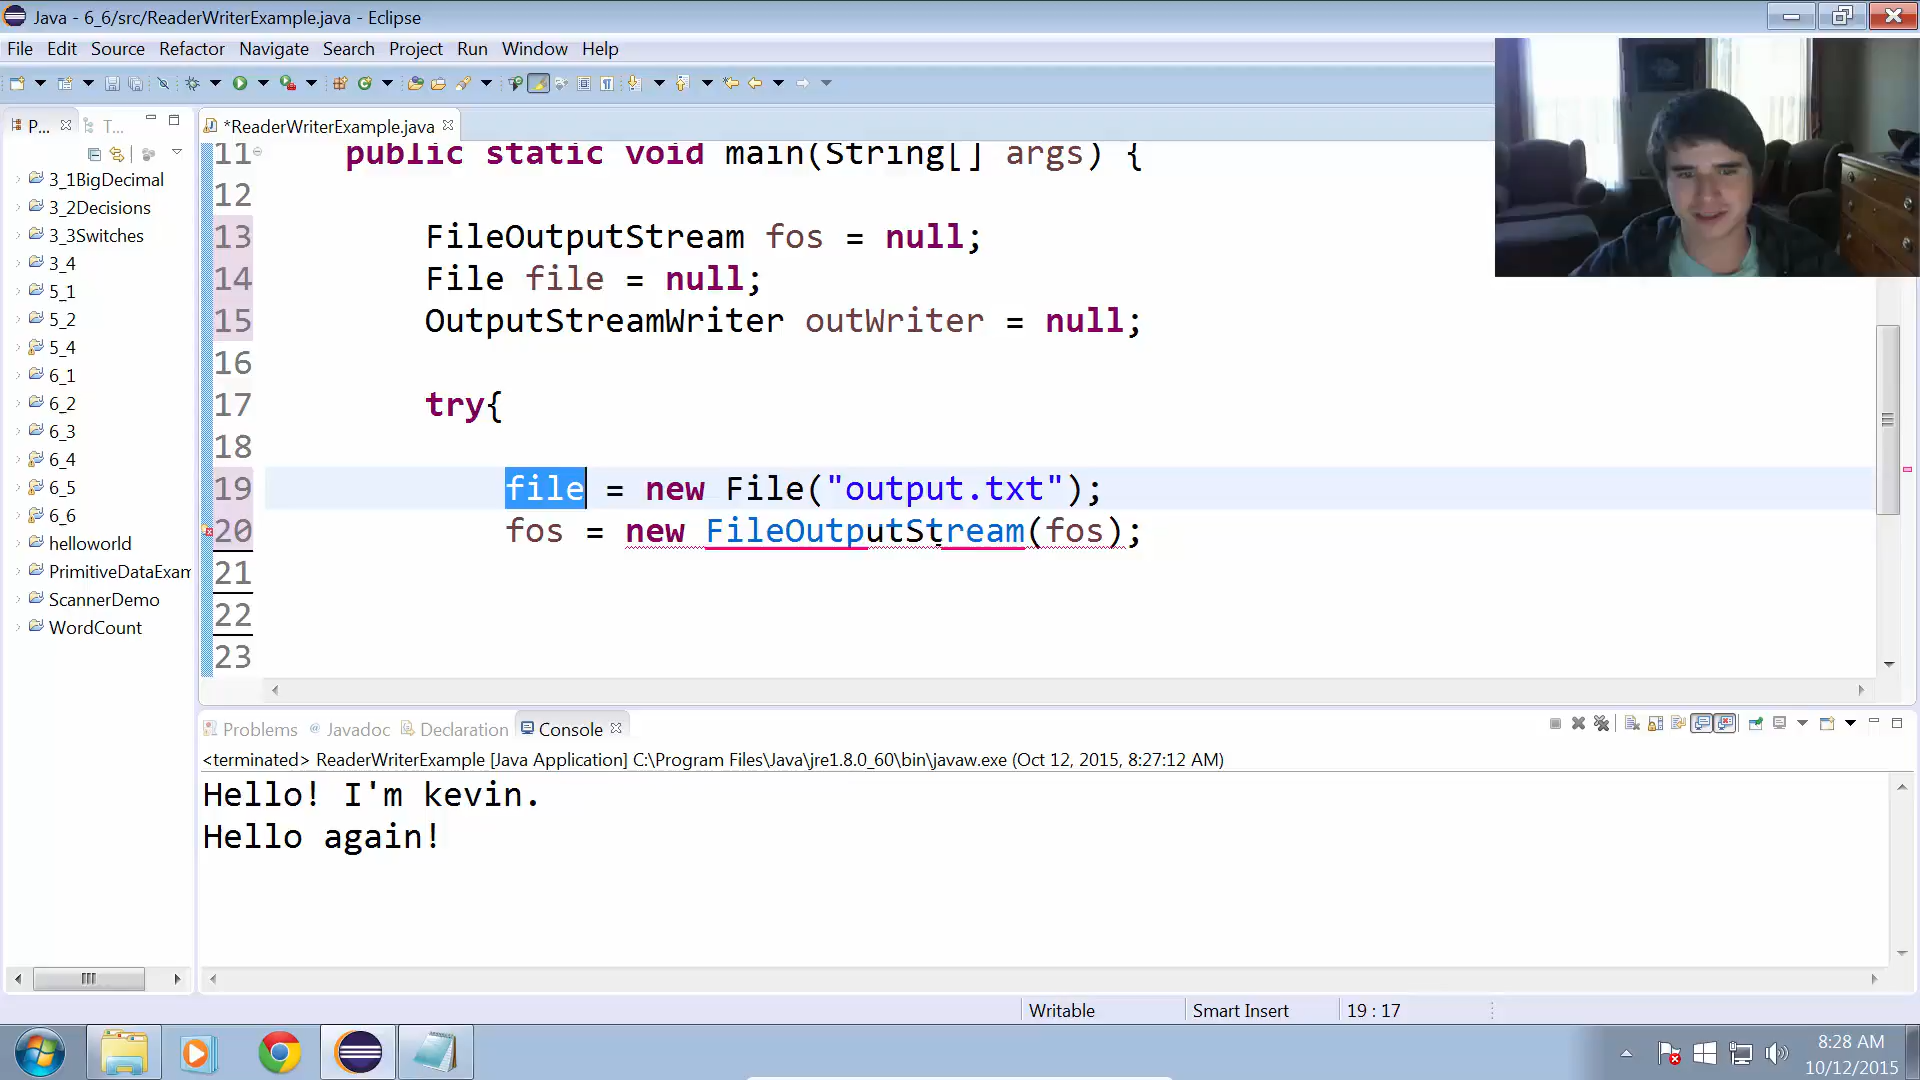 Java - 6_6/src/ReaderWriterExample.java - Eclipse
File Edit Source Refactor Navigate Search Project Run Window Help
P... T...
*ReaderWriterExample.java
3_1BigDecimal
3_2Decisions
3_3Switches
3_4
5_1
5_2
5_4
6_1
6_2
6_3
6_4
6_5
6_6
helloworld
PrimitiveDataExam
ScannerDemo
WordCount
11 public static void main(String[] args) {
12
13 FileOutputStream fos = null;
14 File file = null;
15 OutputStreamWriter outWriter = null;
16
17 try{
18
19 file = new File("output.txt");
20 fos = new FileOutputStream(fos);
21
22
23
Problems @ Javadoc Declaration Console
<terminated> ReaderWriterExample [Java Application] C:\Program Files\Java\jre1.8.0_60\bin\javaw.exe (Oct 12, 2015, 8:27:12 AM)
Hello! I'm kevin.
Hello again!
Writable Smart Insert 19 : 17
8:28 AM
10/12/2015